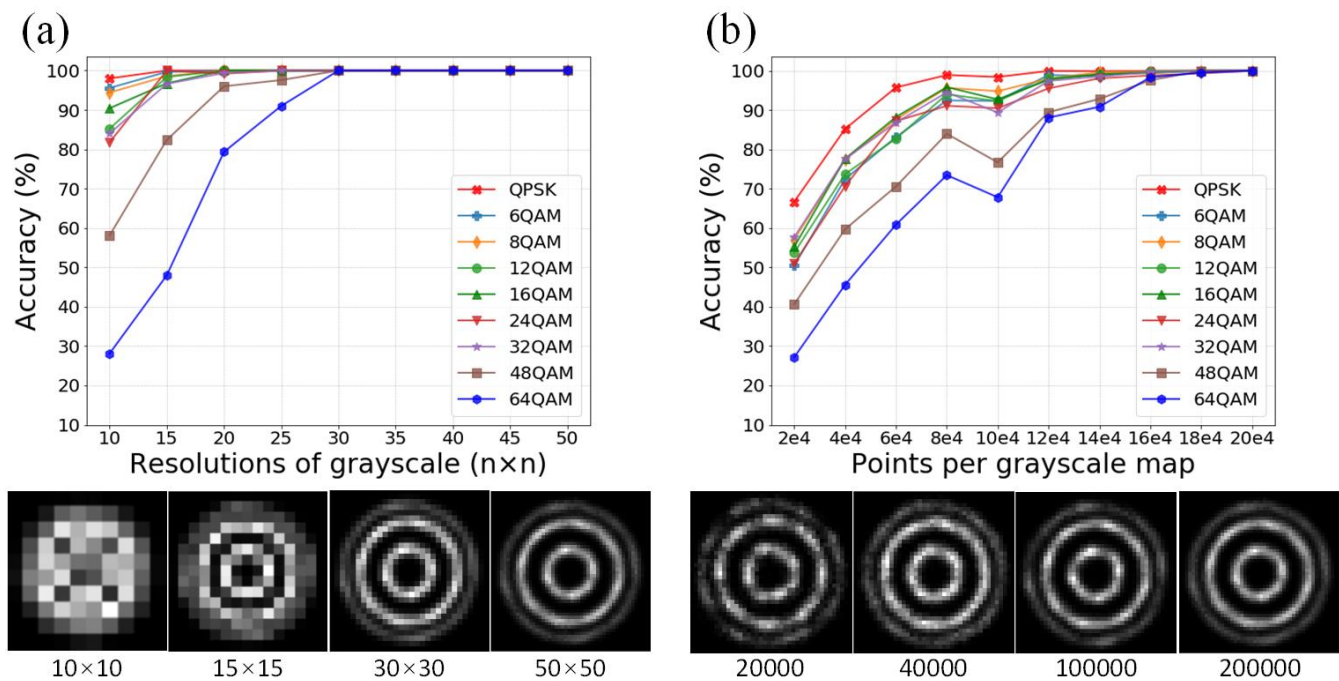 (a)
100
90
80
70
60
50
40
30
20
10
Accuracy (%)
QPSK
6QAM
8QAM
12QAM
16QAM
24QAM
32QAM
48QAM
64QAM
10 15 20 25 30 35 40 45 50
Resolutions of grayscale (n×n)
10×10 15×15 30×30 50×50
(b)
100
90
80
70
60
50
40
30
20
10
Accuracy (%)
QPSK
6QAM
8QAM
12QAM
16QAM
24QAM
32QAM
48QAM
64QAM
2e4 4e4 6e4 8e4 10e4 12e4 14e4 16e4 18e4 20e4
Points per grayscale map
20000 40000 100000 200000